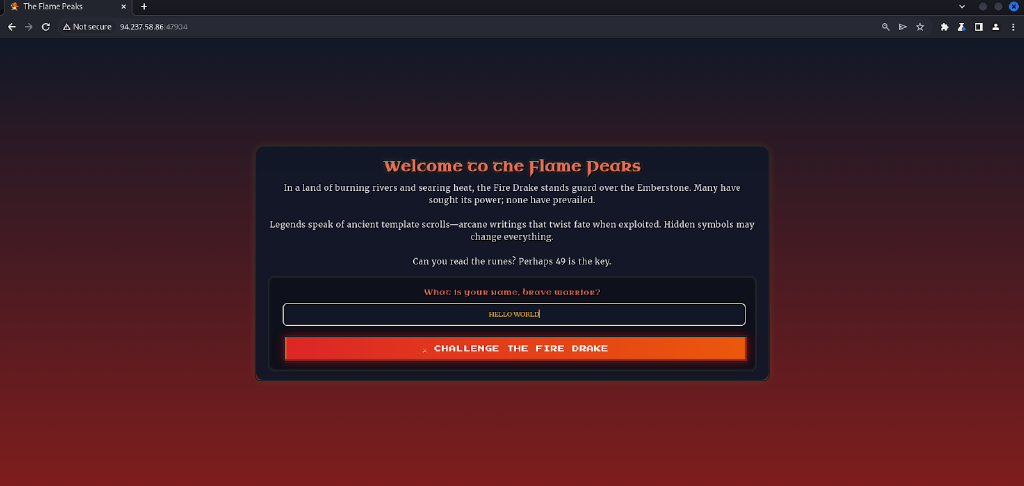 The Flame Peaks
Not secure 94.237.58.86:47904
Welcome to the Flame Peaks
In a land of burning rivers and searing heat, the Fire Drake stands guard over the Emberstone. Many have
sought its power; none have prevailed.
Legends speak of ancient template scrolls—arcane writings that twist fate when exploited. Hidden symbols may
change everything.
Can you read the runes? Perhaps 49 is the key.
What is your name, brave warrior?
HELLO WORLD
CHALLENGE THE FIRE DRAKE